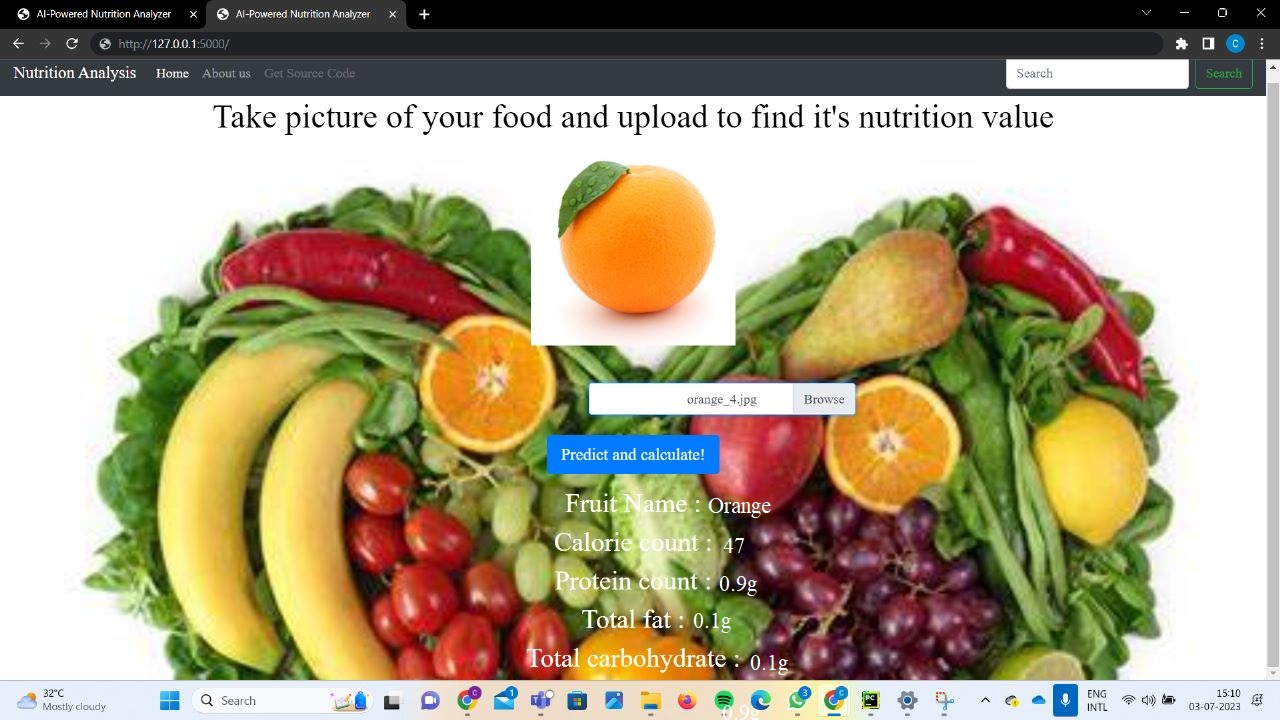 AI-Powered Nutrition Analyzer AI-Powered Nutrition Analyzer
http://127.0.0.1:5000/ C
Nutrition Analysis Home About us Get Source Code Search Search
Take picture of your food and upload to find it's nutrition value
orange_4.jpg Browse
Predict and calculate!
Fruit Name : Orange
Calorie count : 47
Protein count : 0.9g
Total fat : 0.1g
Total carbohydrate : 0.1g
0.9g
32°C
Mostly cloudy
Search
C 1 3 C PC
ENG
INTL
15:10
03-07-2023